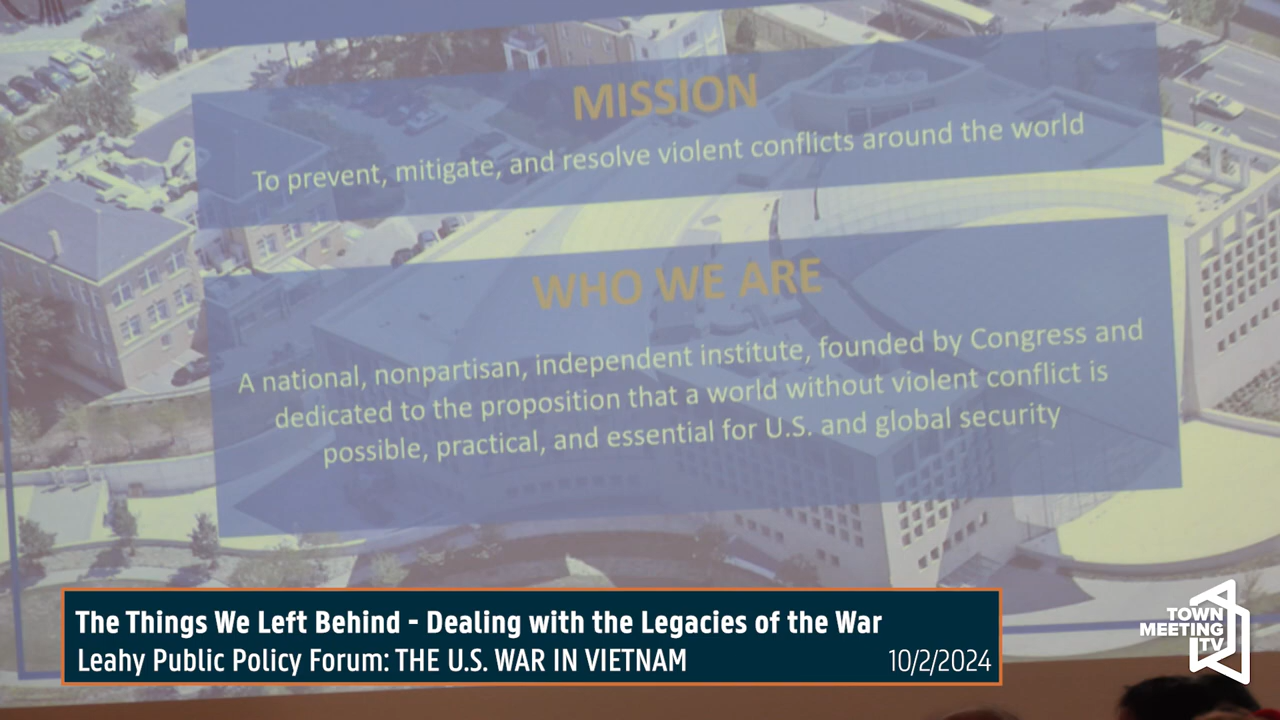 MISSION
To prevent, mitigate, and resolve violent conflicts around the world
WHO WE ARE
A national, nonpartisan, independent institute, founded by Congress and
dedicated to the proposition that a world without violent conflict is
possible, practical, and essential for U.S. and global security
The Things We Left Behind - Dealing with the Legacies of the War
Leahy Public Policy Forum: THE U.S. WAR IN VIETNAM
10/2/2024
TOWN
MEETING
TV